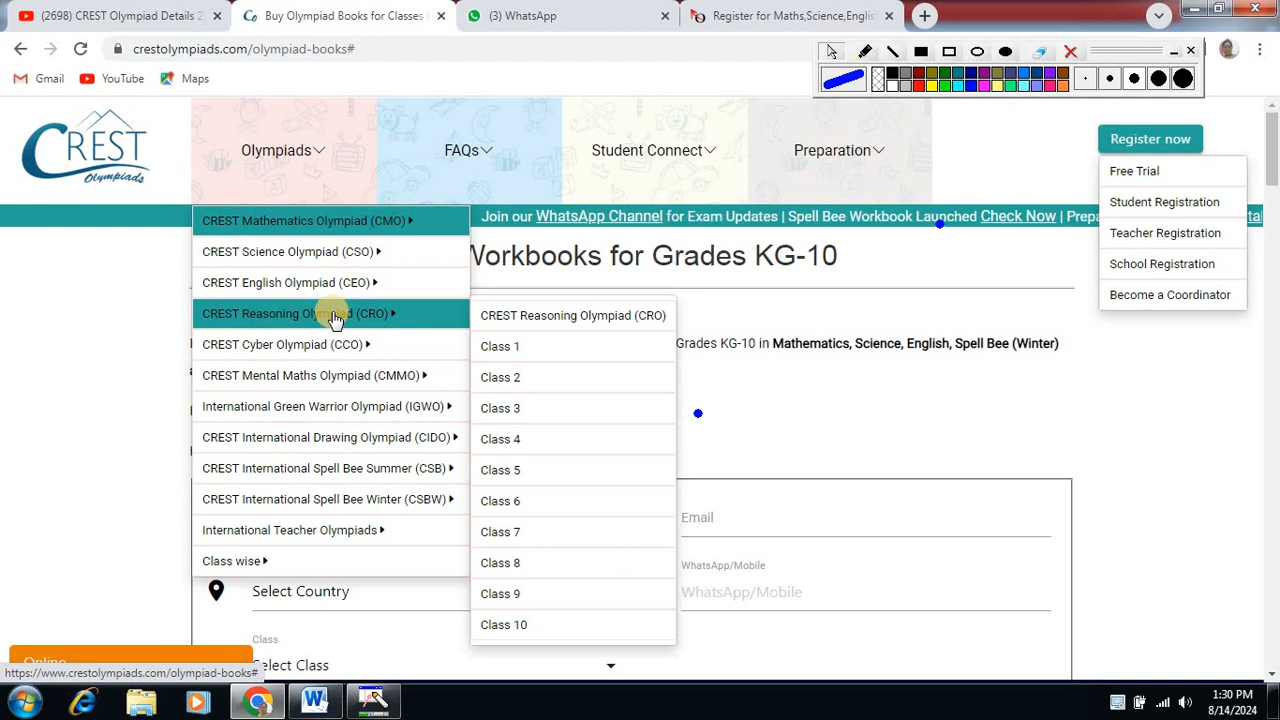 (2698) CREST Olympiad Details 2
Buy Olympiad Books for Classes
(3) WhatsApp
Register for Maths,Science,Englis
crestolympiads.com/olympiad-books#
Gmail
YouTube
Maps
CREST
Olympiads
Olympiads
FAQs
Student Connect
Preparation
Register now
Free Trial
Student Registration
Teacher Registration
School Registration
Become a Coordinator
Join our WhatsApp Channel for Exam Updates | Spell Bee Workbook Launched Check Now | Prepa
Workbooks for Grades KG-10
CREST Mathematics Olympiad (CMO)
CREST Science Olympiad (CSO)
CREST English Olympiad (CEO)
CREST Reasoning Olympiad (CRO)
CREST Cyber Olympiad (CCO)
CREST Mental Maths Olympiad (CMMO)
International Green Warrior Olympiad (IGWO)
CREST International Drawing Olympiad (CIDO)
CREST International Spell Bee Summer (CSB)
CREST International Spell Bee Winter (CSBW)
International Teacher Olympiads
Class wise
CREST Reasoning Olympiad (CRO)
Class 1
Class 2
Class 3
Class 4
Class 5
Class 6
Class 7
Class 8
Class 9
Class 10
Grades KG-10 in Mathematics, Science, English, Spell Bee (Winter)
Email
WhatsApp/Mobile
WhatsApp/Mobile
Select Country
Class
Select Class
Online
https://www.crestolympiads.com/olympiad-books#
1:30 PM
8/14/2024